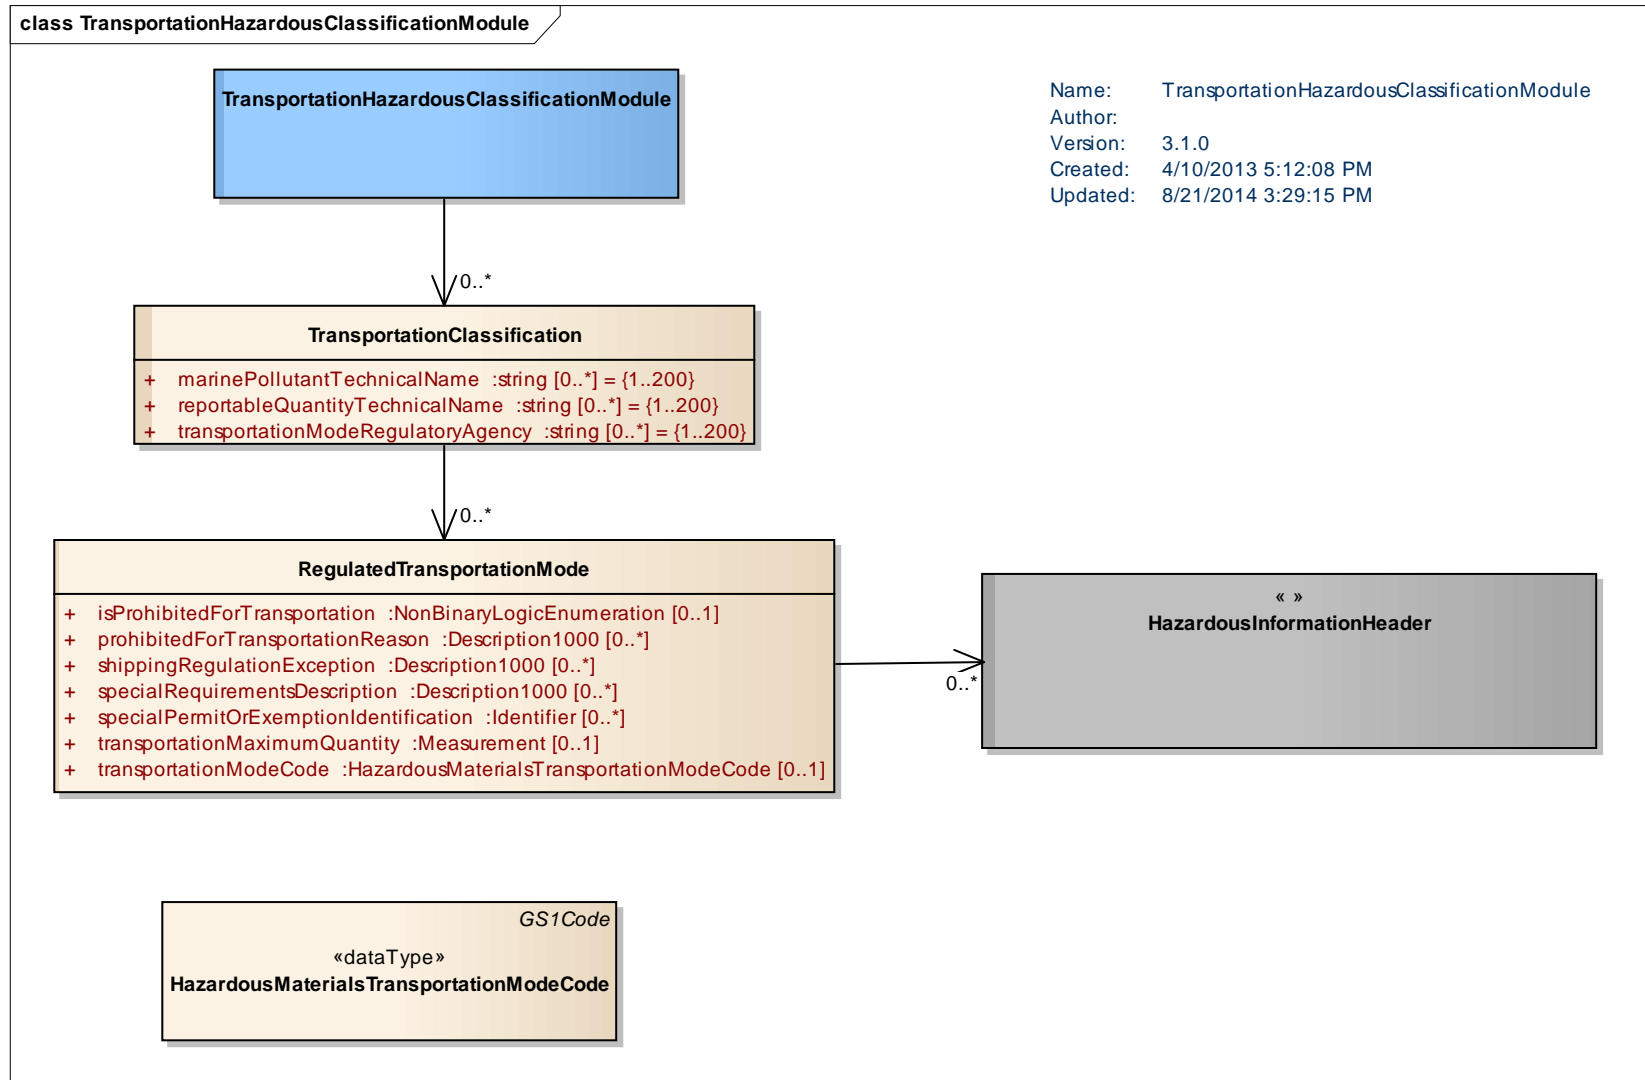 class TransportationHazardousClassificationModule
TransportationHazardousClassificationModule
Name: TransportationHazardousClassificationModule
Author:
Version: 3.1.0
Created: 4/10/2013 5:12:08 PM
Updated: 8/21/2014 3:29:15 PM
0..*
TransportationClassification
+ marinePollutantTechnicalName :string [0..*] = {1..200}
+ reportableQuantityTechnicalName :string [0..*] = {1..200}
+ transportationModeRegulatoryAgency :string [0..*] = {1..200}
0..*
RegulatedTransportationMode
+ isProhibitedForTransportation :NonBinaryLogicEnumeration [0..1]
+ prohibitedForTransportationReason :Description1000 [0..*]
+ shippingRegulationException :Description1000 [0..*]
+ specialRequirementsDescription :Description1000 [0..*]
+ specialPermitOrExemptionIdentification :Identifier [0..*]
+ transportationMaximumQuantity :Measurement [0..1]
+ transportationModeCode :HazardousMaterialsTransportationModeCode [0..1]
0..*
« »
HazardousInformationHeader
GS1Code
«dataType»
HazardousMaterialsTransportationModeCode